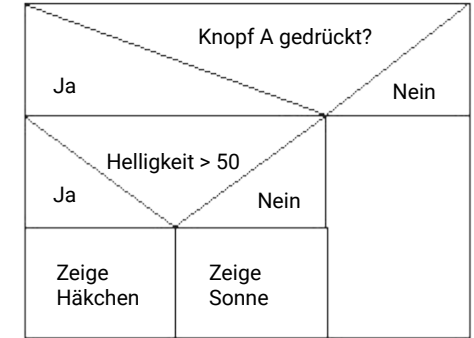 Knopf A gedrückt?
Ja
Nein
Helligkeit > 50
Ja
Nein
Zeige
Häkchen
Zeige
Sonne